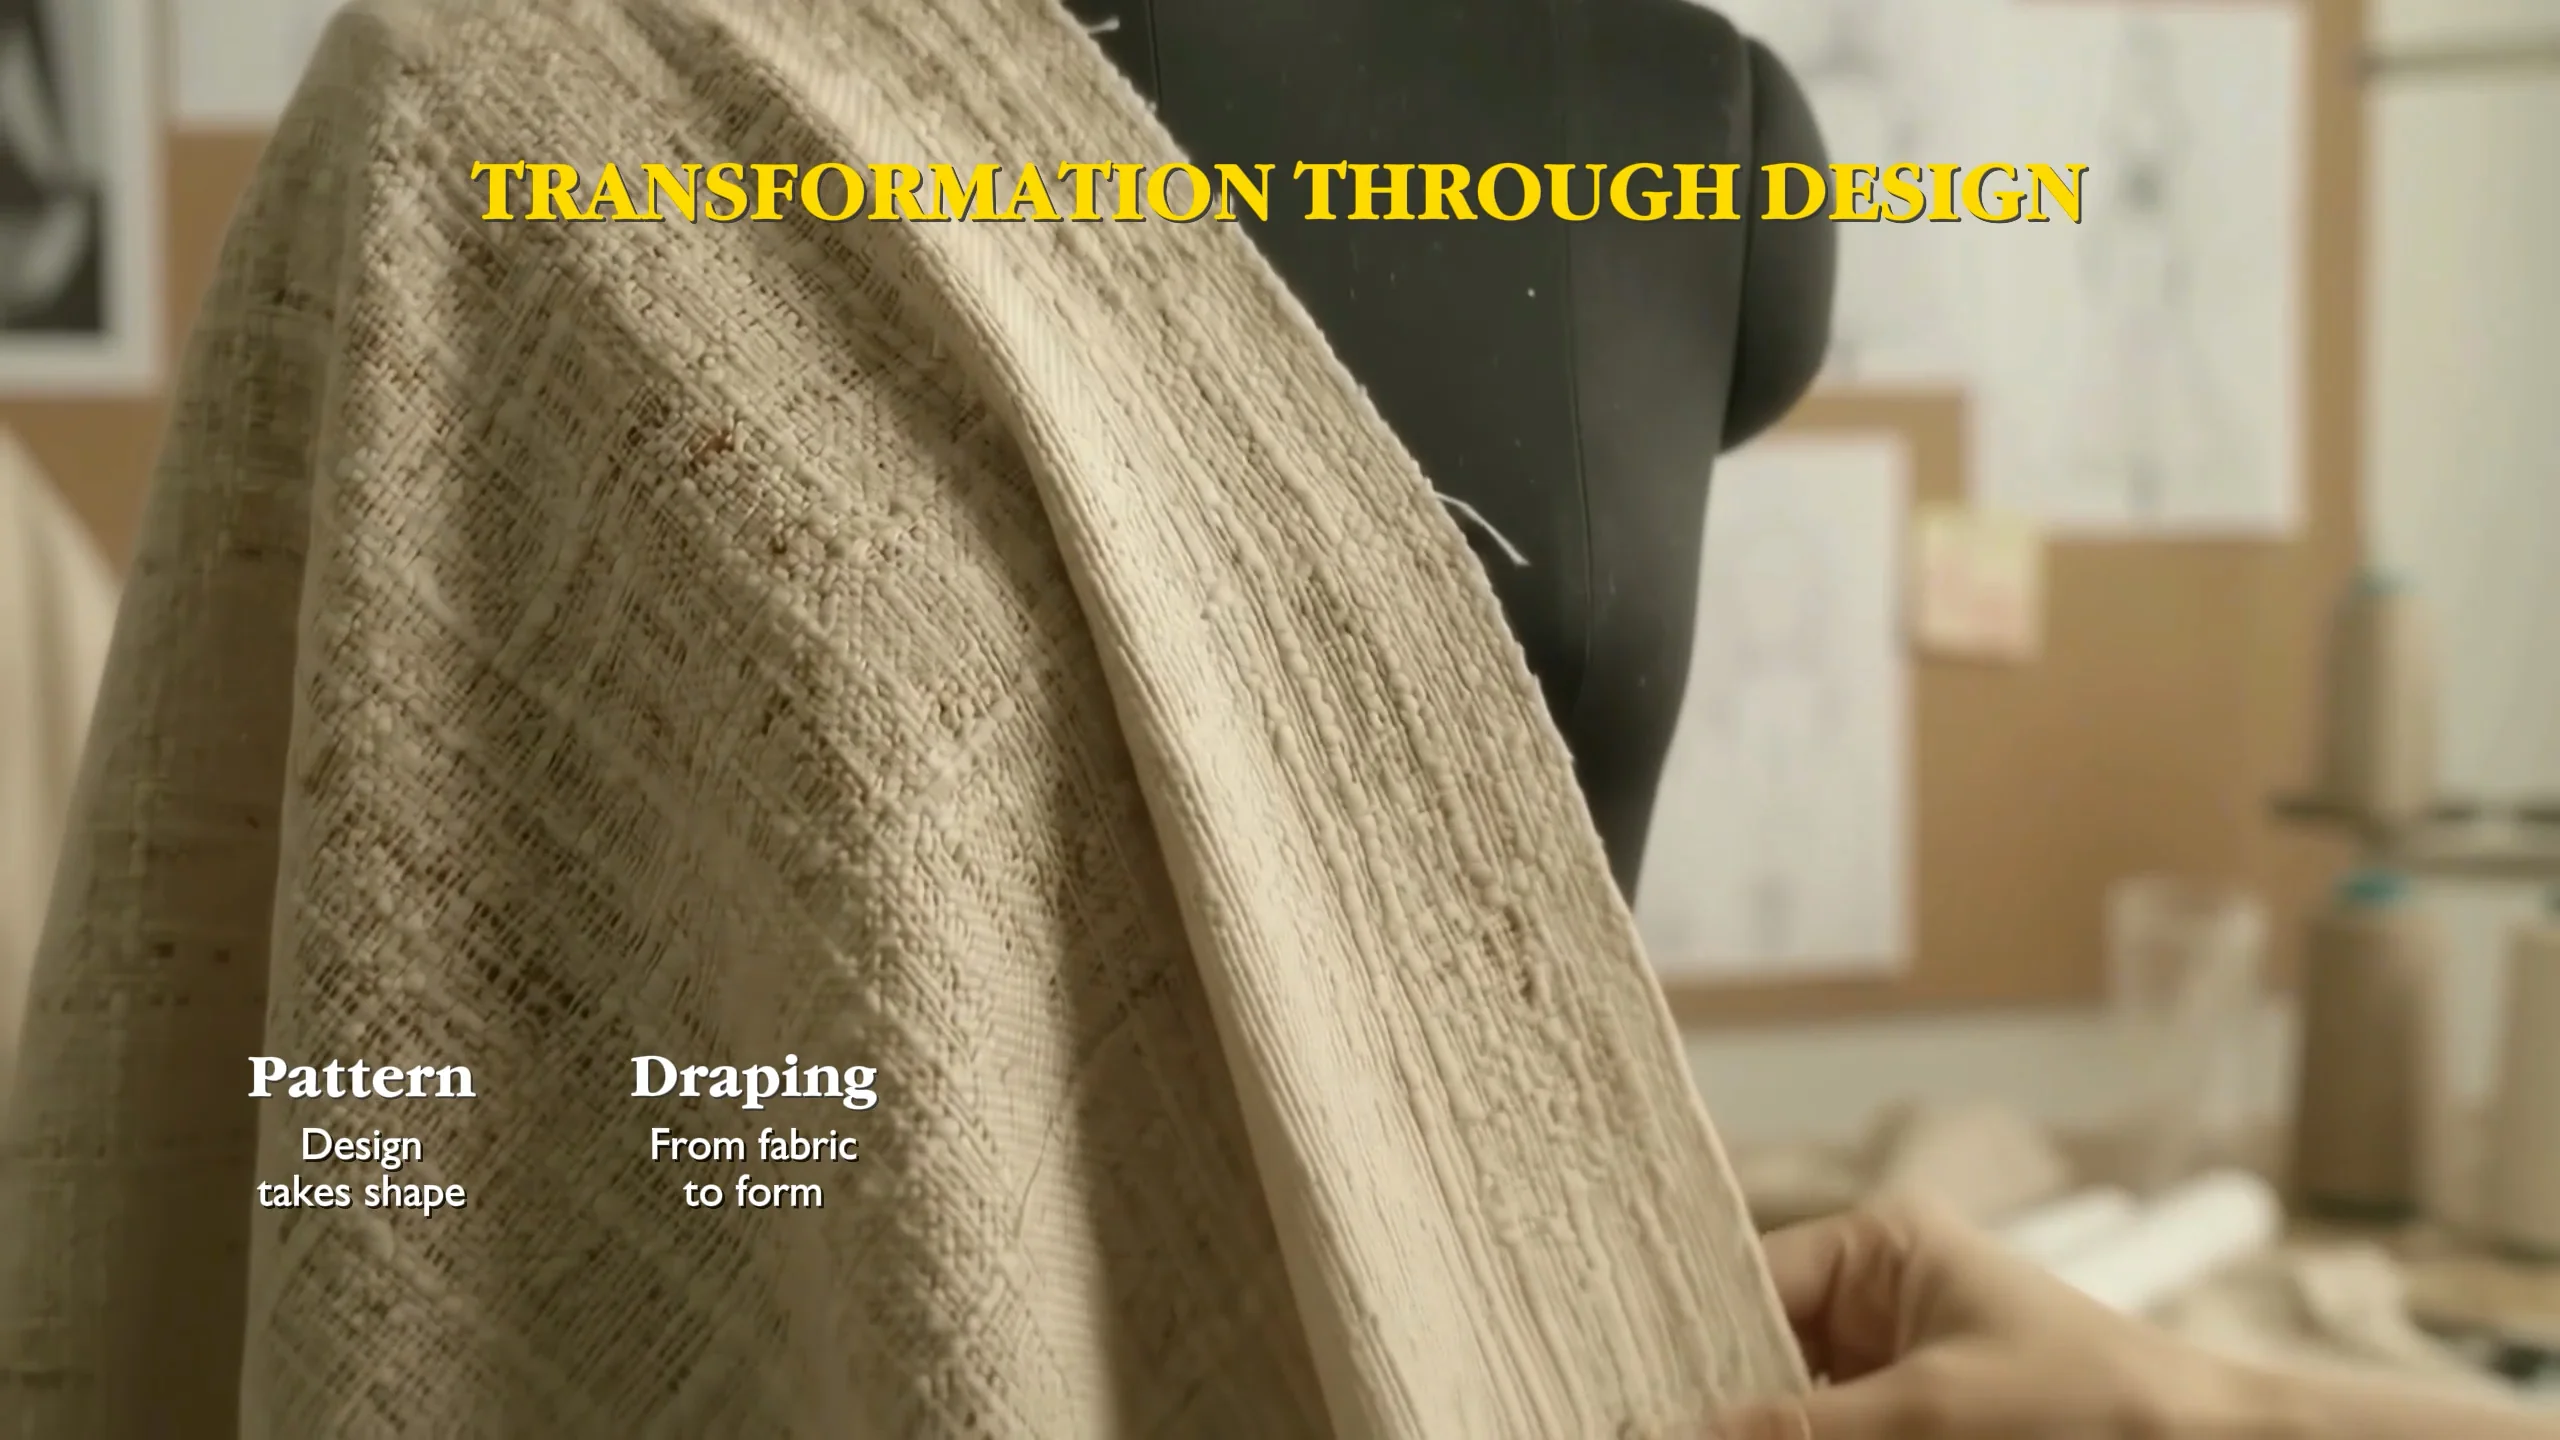 TRANSFORMATION THROUGH DESIGN
Pattern
Design
takes shape
Draping
From fabric
to form